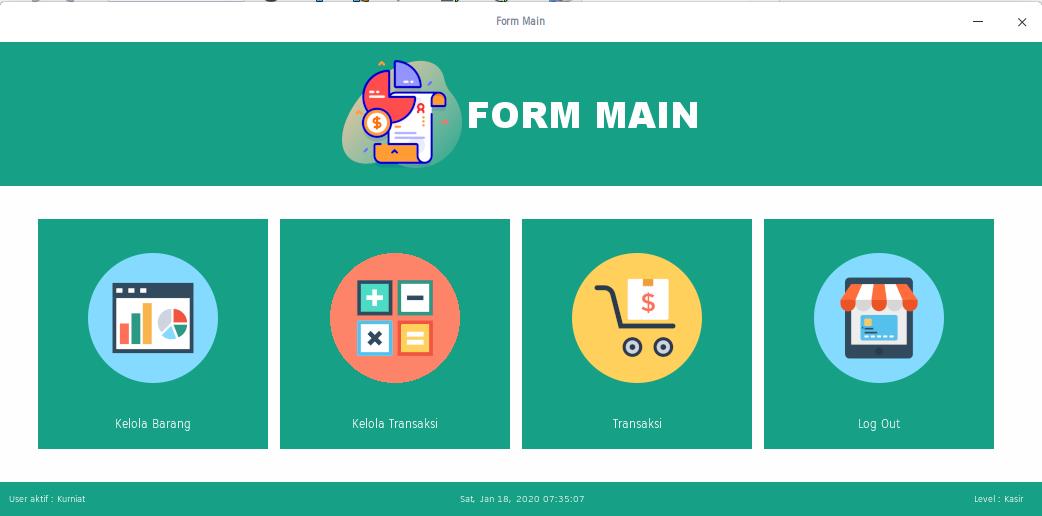 Form Main
FORM MAIN
Kelola Barang
Kelola Transaksi
Transaksi
Log Out
User aktif : Kurniat
Sat, Jan 18, 2020 07:35:07
Level : Kasir